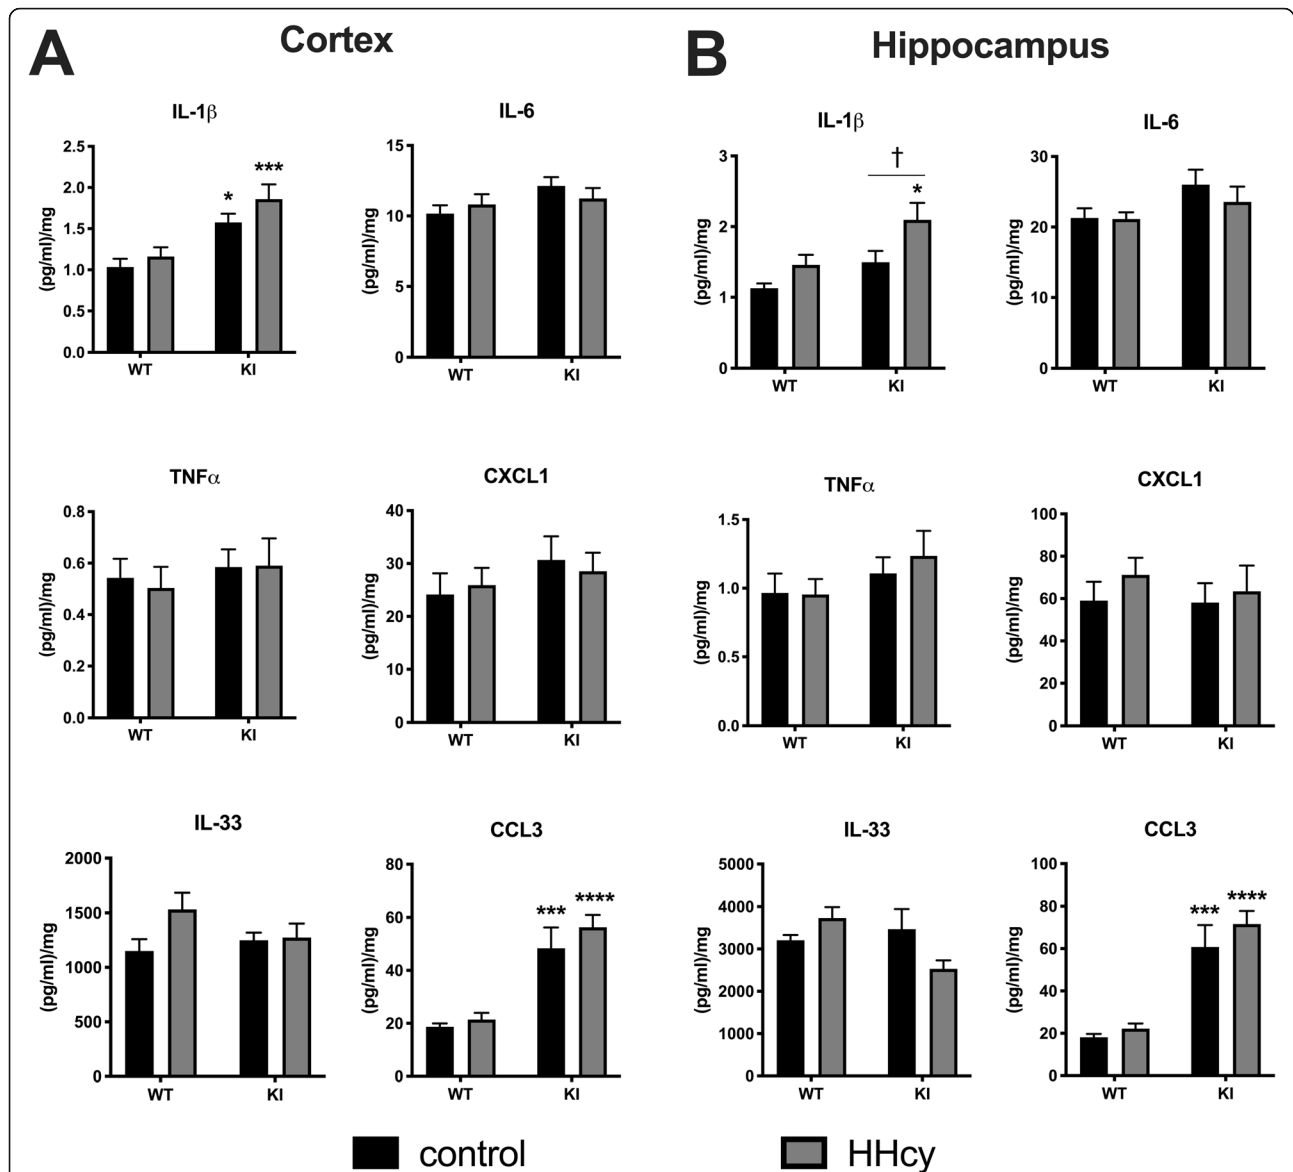 A
Cortex
IL-1β
(pg/ml)/mg
2.5
2.0
1.5
1.0
0.5
0.0
*
***
WT
KI
IL-6
(pg/ml)/mg
15
10
5
0
WT
KI
TNFα
(pg/ml)/mg
0.8
0.6
0.4
0.2
0.0
WT
KI
CXCL1
(pg/ml)/mg
40
30
20
10
0
WT
KI
IL-33
(pg/ml)/mg
2000
1500
1000
500
0
WT
KI
CCL3
(pg/ml)/mg
80
60
40
20
0
***
****
WT
KI
B
Hippocampus
IL-1β
(pg/ml)/mg
3
2
1
0
†
*
WT
KI
IL-6
(pg/ml)/mg
30
20
10
0
WT
KI
TNFα
(pg/ml)/mg
1.5
1.0
0.5
0.0
WT
KI
CXCL1
(pg/ml)/mg
100
80
60
40
20
0
WT
KI
IL-33
(pg/ml)/mg
5000
4000
3000
2000
1000
0
WT
KI
CCL3
(pg/ml)/mg
100
80
60
40
20
0
***
****
WT
KI
control
HHcy